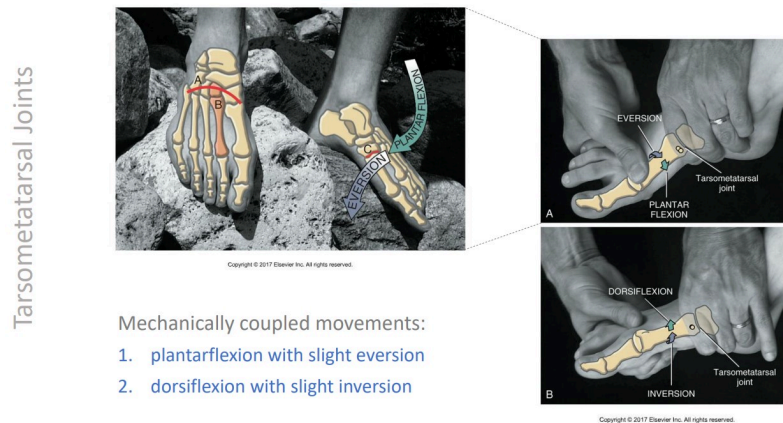 Tarsometatarsal Joints
A
B
C
PLANTAR FLEXION
EVERSION
Copyright © 2017 Elsevier Inc. All rights reserved.
Mechanically coupled movements:
1. plantarflexion with slight eversion
2. dorsiflexion with slight inversion
EVERSION
Tarsometatarsal
joint
PLANTAR
FLEXION
A
DORSIFLEXION
Tarsometatarsal
joint
INVERSION
B
Copyright © 2017 Elsevier Inc. All rights reserved.